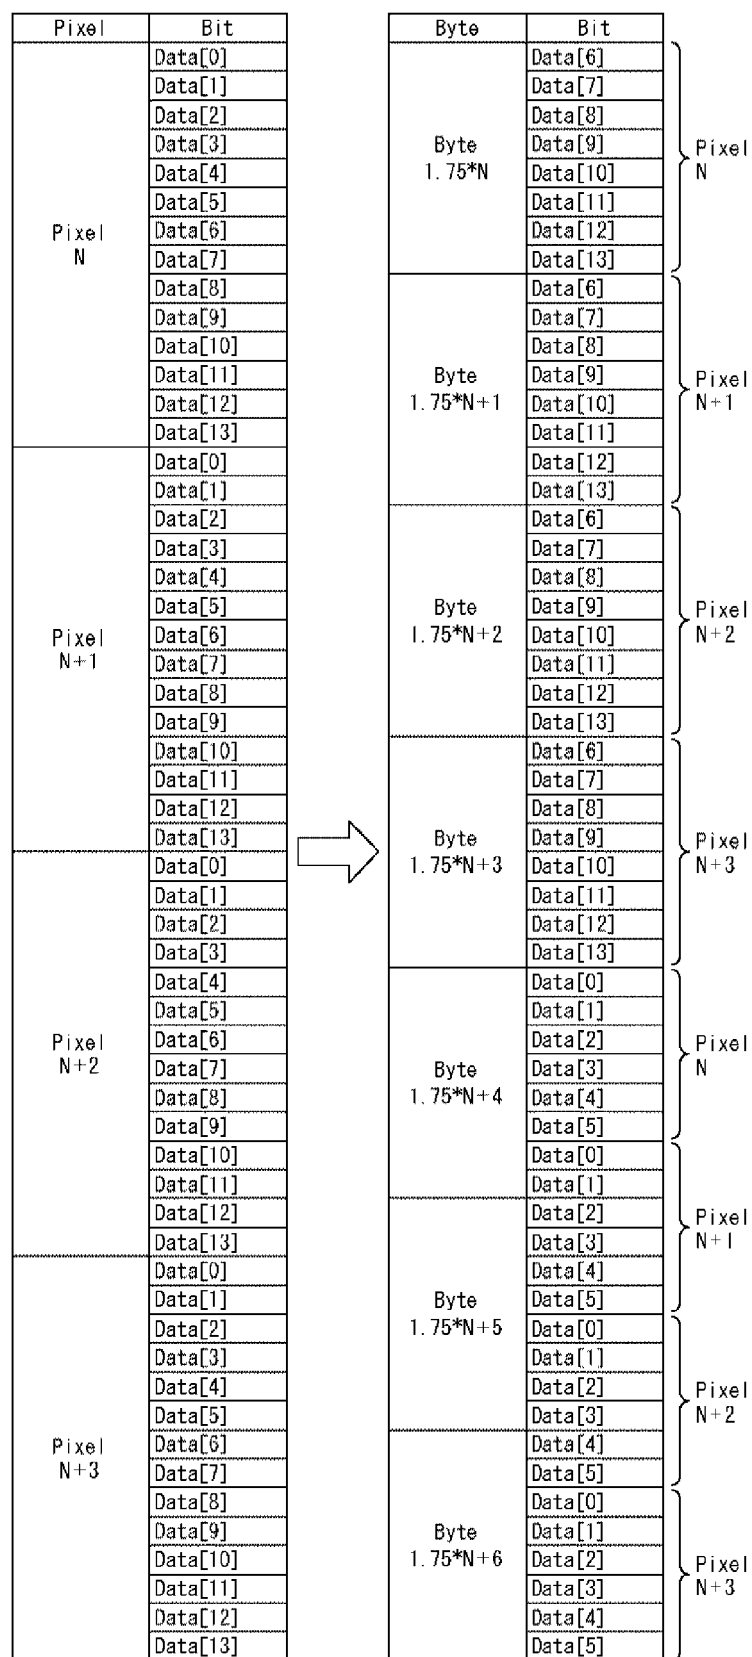 Pixel Bit
Pixel N
Data[0]
Data[1]
Data[2]
Data[3]
Data[4]
Data[5]
Data[6]
Data[7]
Data[8]
Data[9]
Data[10]
Data[11]
Data[12]
Data[13]
Pixel N+1
Data[0]
Data[1]
Data[2]
Data[3]
Data[4]
Data[5]
Data[6]
Data[7]
Data[8]
Data[9]
Data[10]
Data[11]
Data[12]
Data[13]
Pixel N+2
Data[0]
Data[1]
Data[2]
Data[3]
Data[4]
Data[5]
Data[6]
Data[7]
Data[8]
Data[9]
Data[10]
Data[11]
Data[12]
Data[13]
Pixel N+3
Data[0]
Data[1]
Data[2]
Data[3]
Data[4]
Data[5]
Data[6]
Data[7]
Data[8]
Data[9]
Data[10]
Data[11]
Data[12]
Data[13]
Byte Bit
Byte 1.75*N
Data[6]
Data[7]
Data[8]
Data[9]
Data[10]
Data[11]
Data[12]
Data[13]
Pixel N
Byte 1.75*N+1
Data[6]
Data[7]
Data[8]
Data[9]
Data[10]
Data[11]
Data[12]
Data[13]
Pixel N+1
Byte 1.75*N+2
Data[6]
Data[7]
Data[8]
Data[9]
Data[10]
Data[11]
Data[12]
Data[13]
Pixel N+2
Byte 1.75*N+3
Data[6]
Data[7]
Data[8]
Data[9]
Data[10]
Data[11]
Data[12]
Data[13]
Pixel N+3
Byte 1.75*N+4
Data[0]
Data[1]
Data[2]
Data[3]
Data[4]
Data[5]
Pixel N
Data[0]
Data[1]
Byte 1.75*N+5
Data[2]
Data[3]
Data[4]
Data[5]
Pixel N+1
Data[0]
Data[1]
Data[2]
Data[3]
Pixel N+2
Byte 1.75*N+6
Data[4]
Data[5]
Data[0]
Data[1]
Data[2]
Data[3]
Data[4]
Data[5]
Pixel N+3